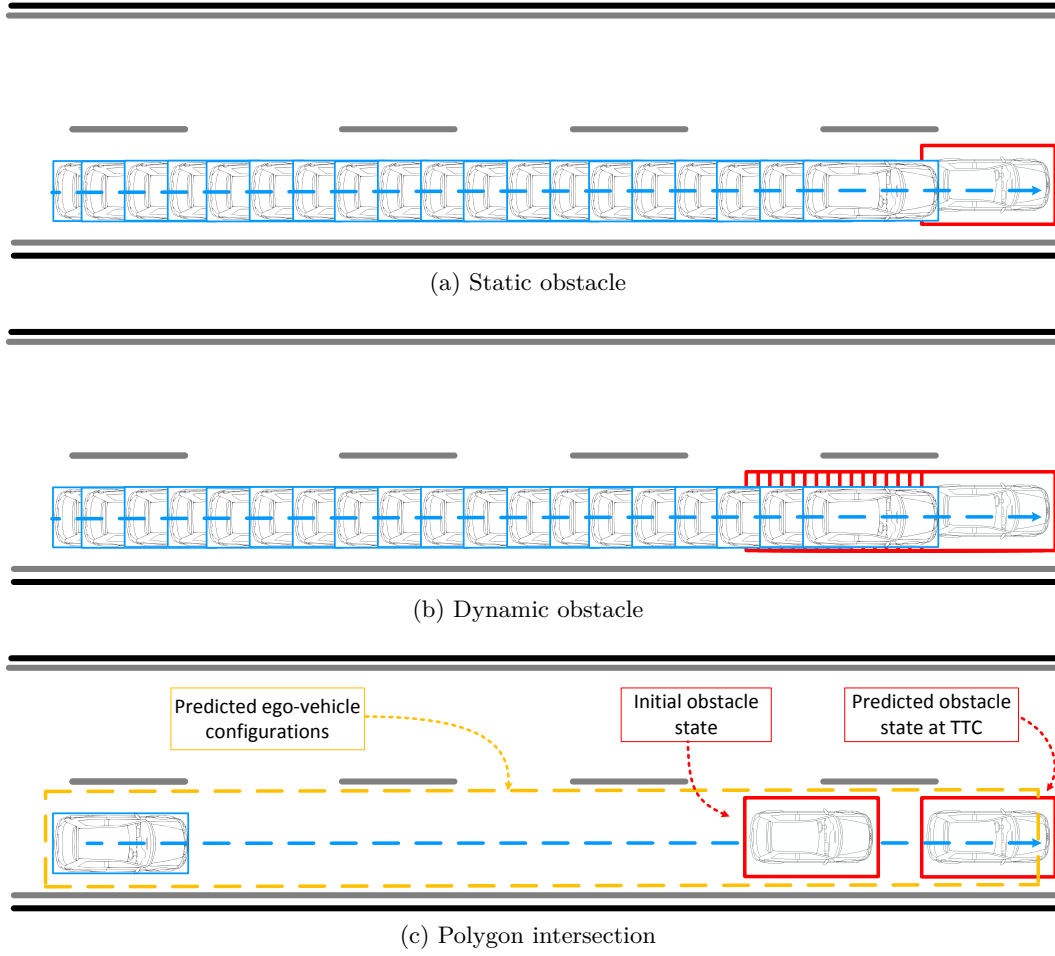 (a) Static obstacle
(b) Dynamic obstacle
Predicted ego-vehicle
configurations
Initial obstacle
state
Predicted obstacle
state at TTC
(c) Polygon intersection